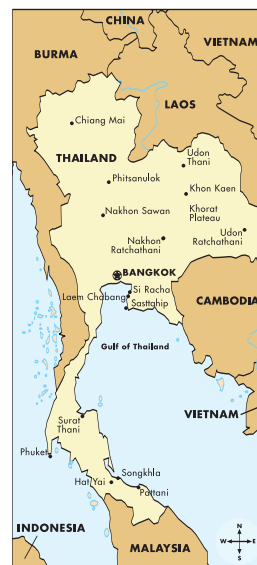 CHINA
BURMA
VIETNAM
LAOS
Chiang Mai
THAILAND
Udon
Thani
Phitsanulok
Khon Kaen
Nakhon Sawan
Khorat
Plateau
Udon
Ratchathani
Nakhon
Ratchathani
BANGKOK
Si Racha
Laem Chabang
Sasttahip
CAMBODIA
Gulf of Thailand
VIETNAM
Surat
Thani
Phuket
Songkhla
Hat Yai
Pattani
INDONESIA
MALAYSIA
N
W E
S